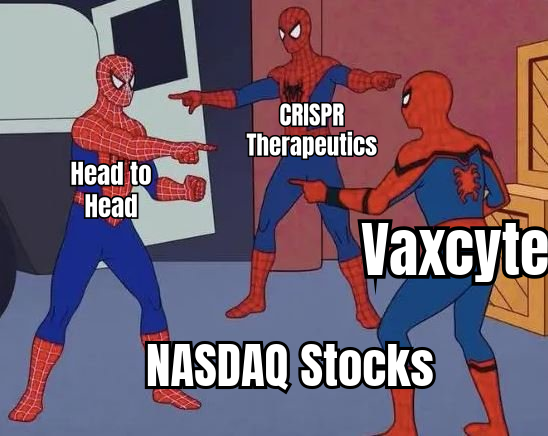 CRISPR
Therapeutics
Head to
Head
Vaxcyte
NASDAQ Stocks